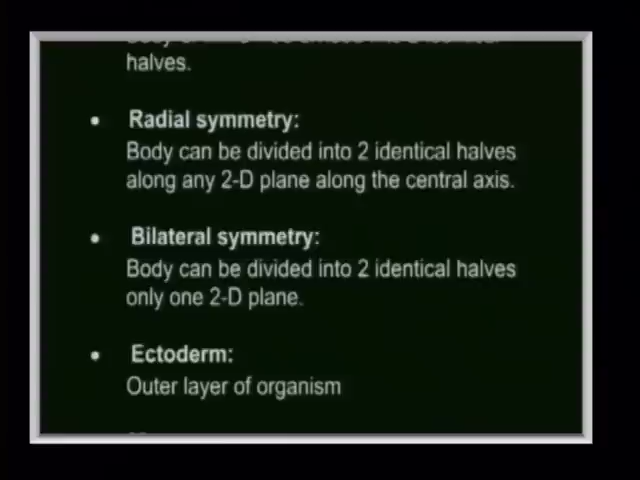 halves.
• Radial symmetry:
Body can be divided into 2 identical halves
along any 2-D plane along the central axis.
• Bilateral symmetry:
Body can be divided into 2 identical halves
only one 2-D plane.
• Ectoderm:
Outer layer of organism